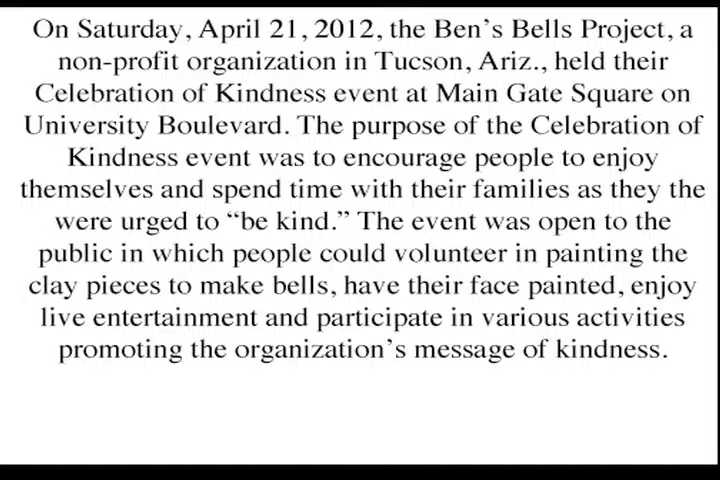 On Saturday, April 21, 2012, the Ben’s Bells Project, a
non-profit organization in Tucson, Ariz., held their
Celebration of Kindness event at Main Gate Square on
University Boulevard. The purpose of the Celebration of
Kindness event was to encourage people to enjoy
themselves and spend time with their families as they the
were urged to “be kind.” The event was open to the
public in which people could volunteer in painting the
clay pieces to make bells, have their face painted, enjoy
live entertainment and participate in various activities
promoting the organization’s message of kindness.